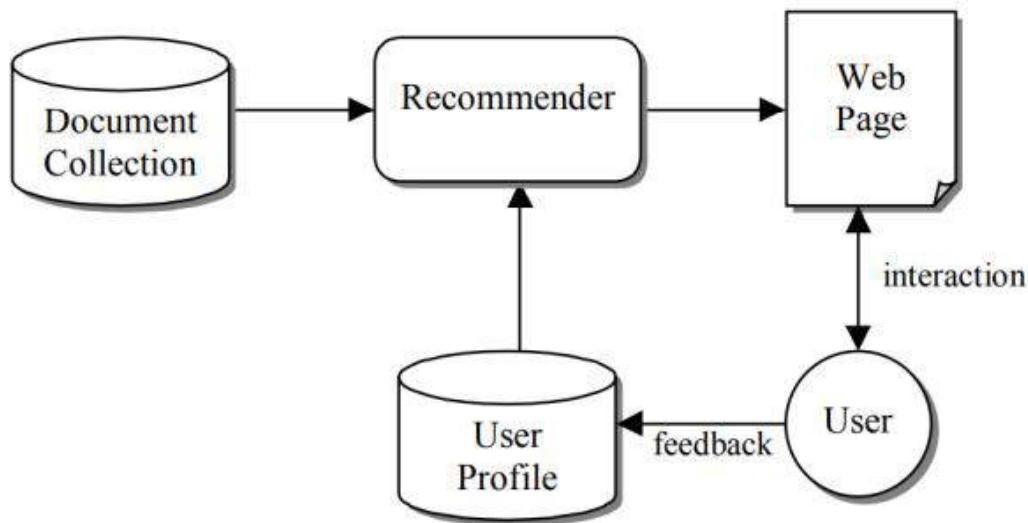 Document
Collection
Recommender
Web
Page
interaction
User
Profile
feedback
User